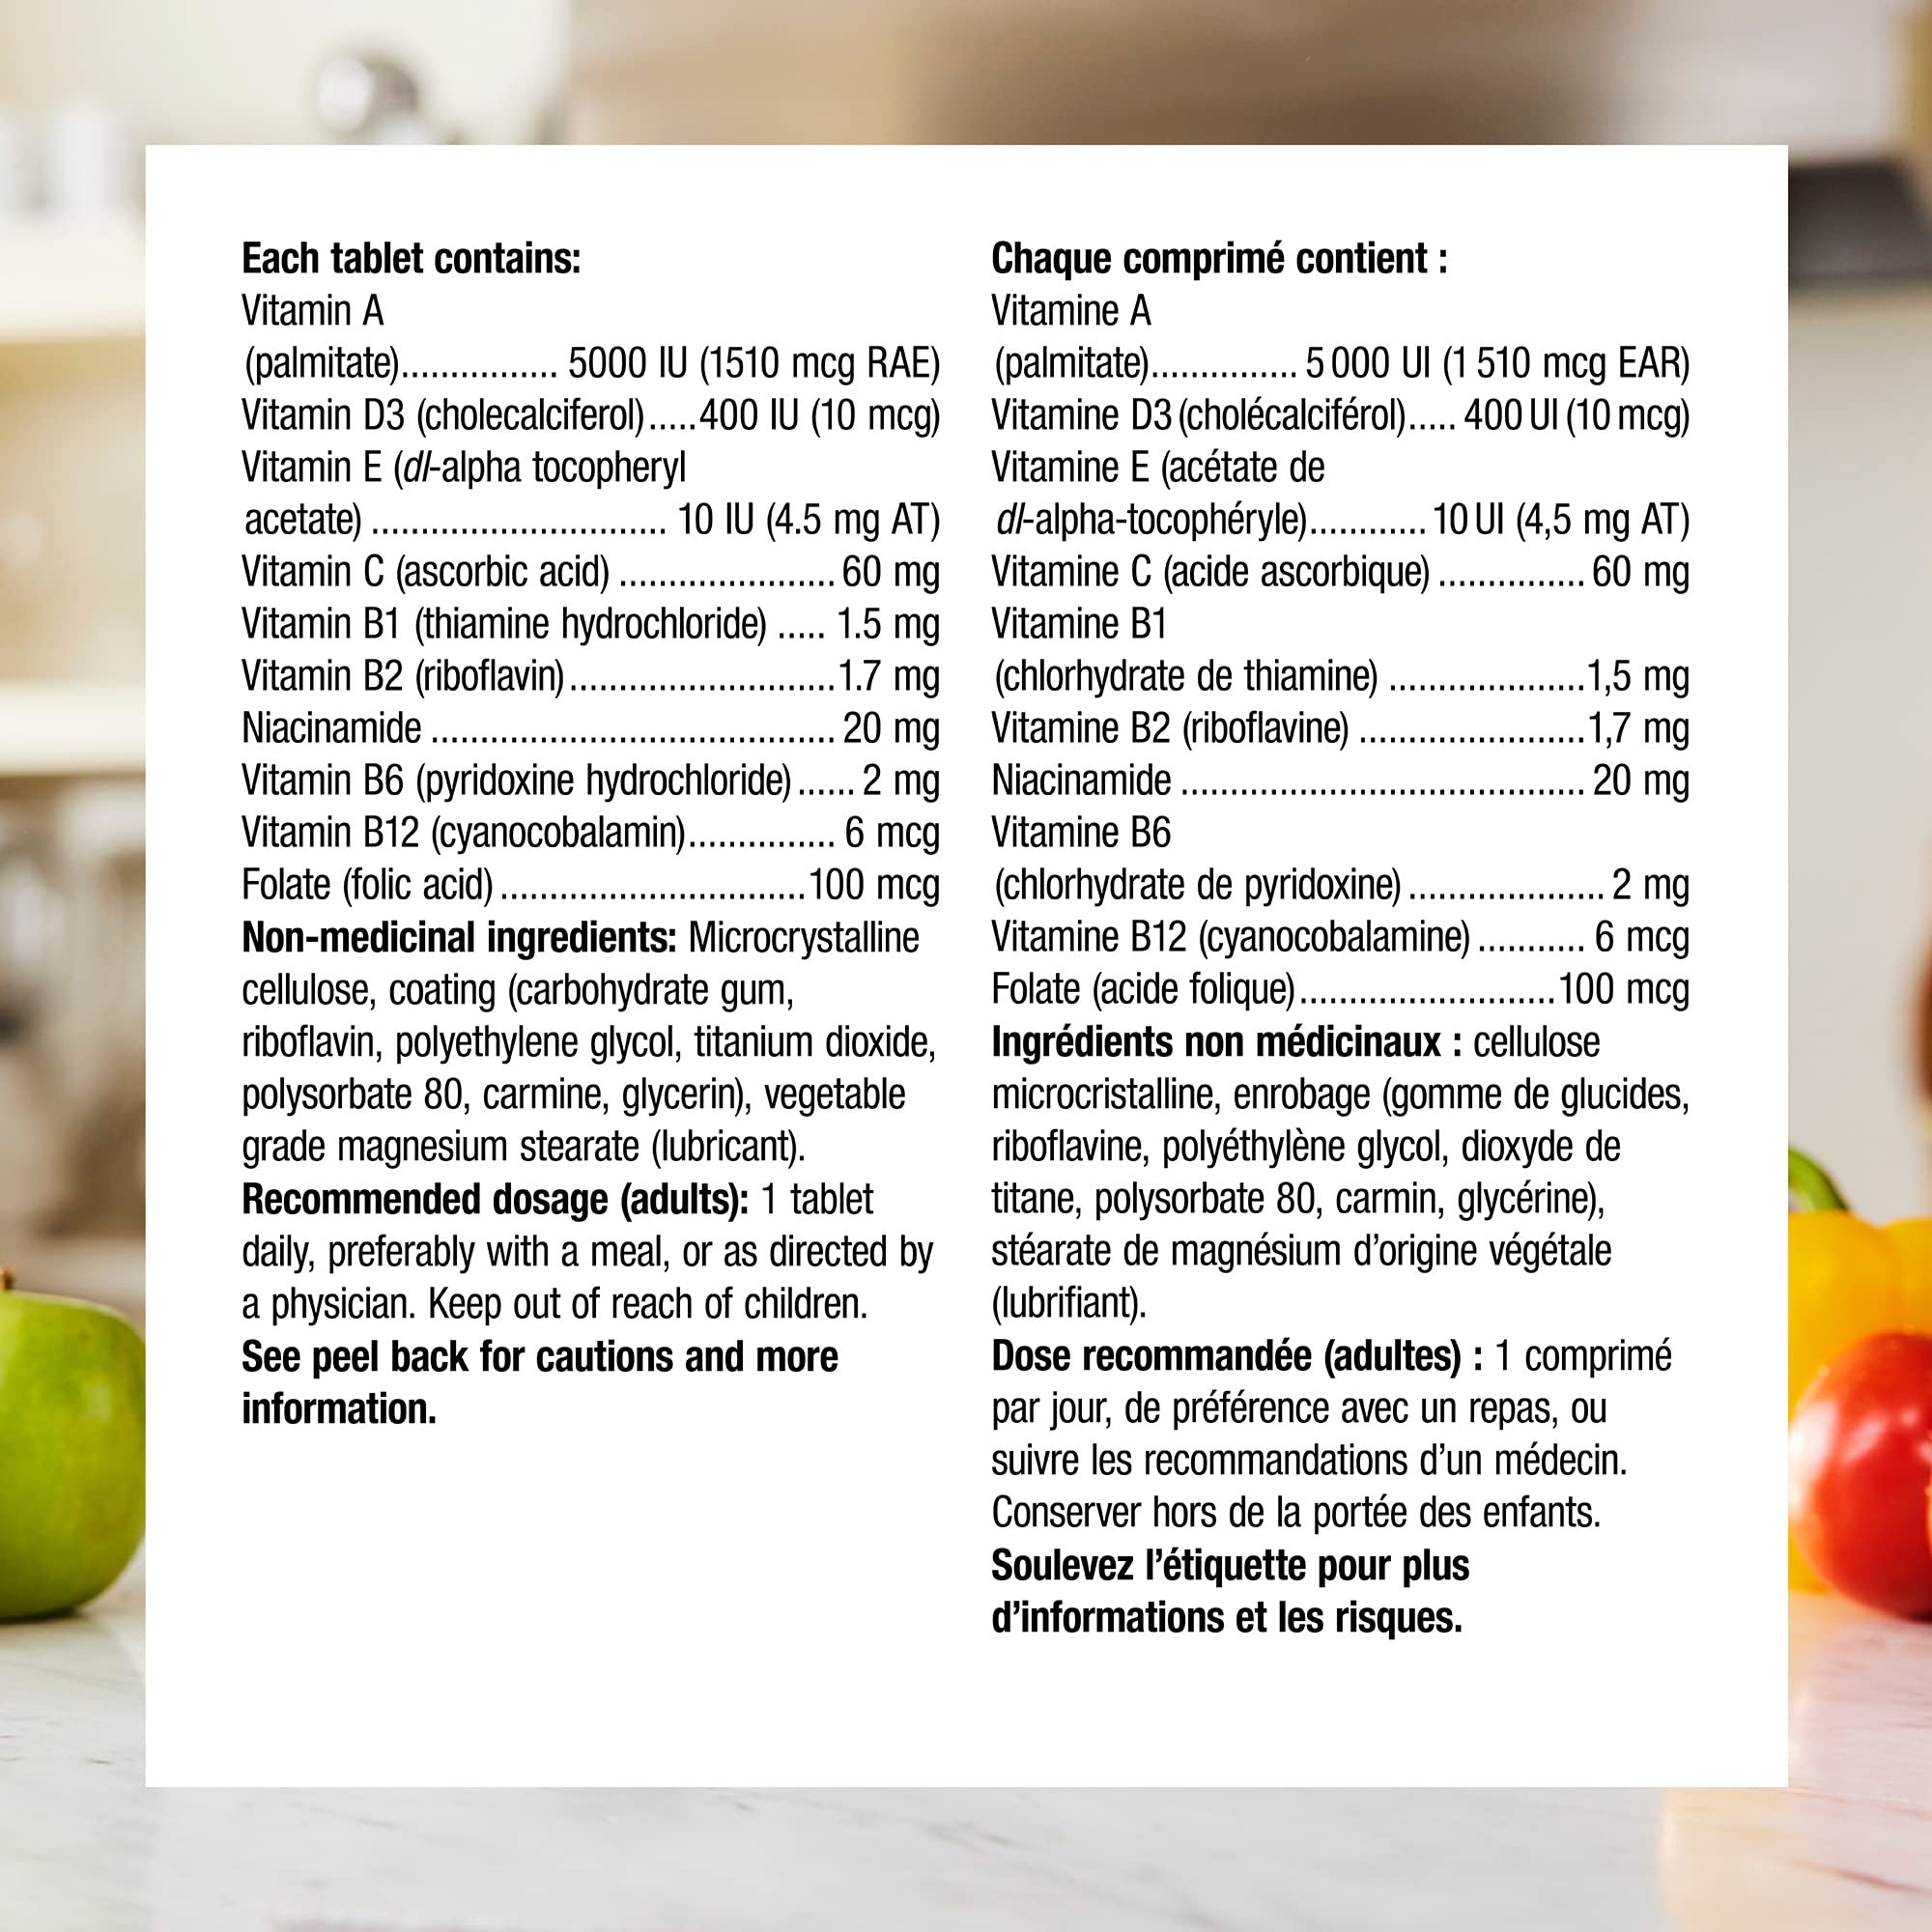 Each tablet contains:
Vitamin A
(palmitate)................ 5000 IU (1510 mcg RAE)
Vitamin D3 (cholecalciferol).....400 IU (10 mcg)
Vitamin E (dl-alpha tocopheryl
acetate) .............................. 10 IU (4.5 mg AT)
Vitamin C (ascorbic acid) ...................... 60 mg
Vitamin B1 (thiamine hydrochloride) ..... 1.5 mg
Vitamin B2 (riboflavin)...........................1.7 mg
Niacinamide ......................................... 20 mg
Vitamin B6 (pyridoxine hydrochloride)...... 2 mg
Vitamin B12 (cyanocobalamin)............... 6 mcg
Folate (folic acid)...............................100 mcg
Non-medicinal ingredients: Microcrystalline
cellulose, coating (carbohydrate gum,
riboflavin, polyethylene glycol, titanium dioxide,
polysorbate 80, carmine, glycerin), vegetable
grade magnesium stearate (lubricant).
Recommended dosage (adults): 1 tablet
daily, preferably with a meal, or as directed by
a physician. Keep out of reach of children.
See peel back for cautions and more
information.
Chaque comprimé contient :
Vitamine A
(palmitate)............... 5 000 UI (1 510 mcg EAR)
Vitamine D3 (cholécalciférol)..... 400 UI (10 mcg)
Vitamine E (acétate de
dl-alpha-tocophéryle)............ 10 UI (4,5 mg AT)
Vitamine C (acide ascorbique) ............... 60 mg
Vitamine B1
(chlorhydrate de thiamine) ....................1,5 mg
Vitamine B2 (riboflavine) .......................1,7 mg
Niacinamide ......................................... 20 mg
Vitamine B6
(chlorhydrate de pyridoxine).................... 2 mg
Vitamine B12 (cyanocobalamine)........... 6 mcg
Folate (acide folique)..........................100 mcg
Ingrédients non médicinaux : cellulose
microcristalline, enrobage (gomme de glucides,
riboflavine, polyéthylène glycol, dioxyde de
titane, polysorbate 80, carmin, glycérine),
stéarate de magnésium d’origine végétale
(lubrifiant).
Dose recommandée (adultes) : 1 comprimé
par jour, de préférence avec un repas, ou
suivre les recommandations d’un médecin.
Conserver hors de la portée des enfants.
Soulevez l’étiquette pour plus
d’informations et les risques.